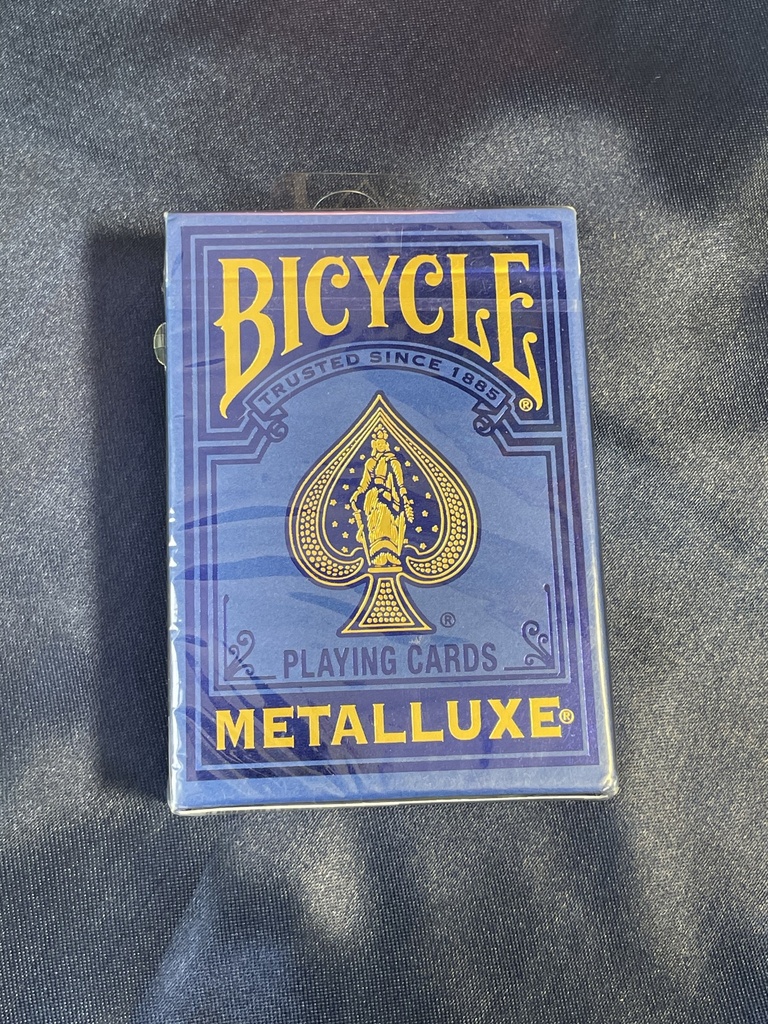 BICYCLE®
TRUSTED SINCE 1885
®
PLAYING CARDS
METALLUXE®